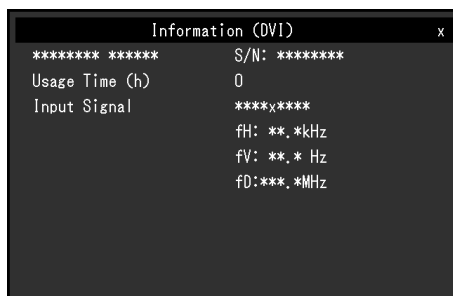 Information (DVI) x
******** ****** S/N: ********
Usage Time (h) 0
Input Signal ****x****
fH: **.*kHz
fV: **.* Hz
fD:***.*MHz